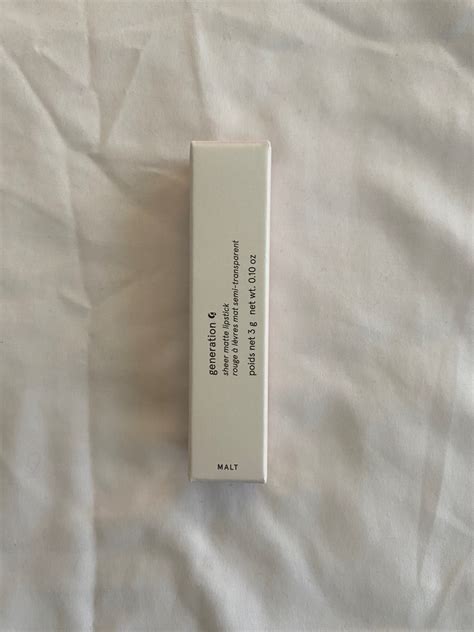 generation G
sheer matte lipstick
rouge à lèvres mat semi-transparent
poids net 3 g net wt. 0.10 oz
MALT